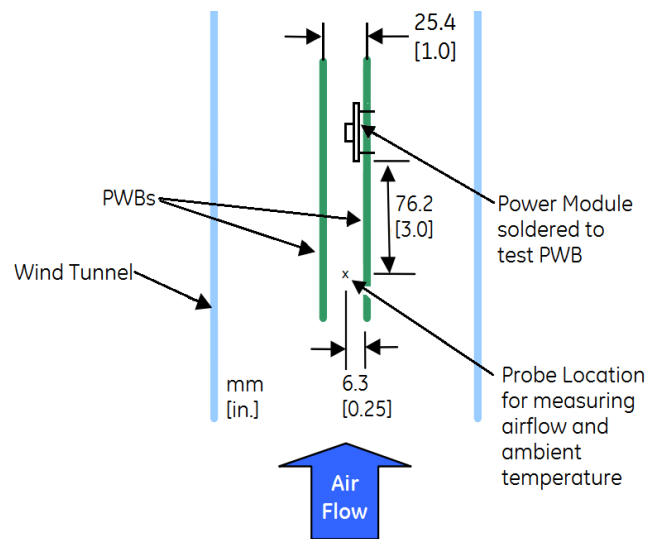 25.4
[1.0]
PWBs
76.2
[3.0]
Power Module
soldered to
test PWB
Wind Tunnel
x
mm
[in.]
6.3
[0.25]
Probe Location
for measuring
airflow and
ambient
temperature
Air
Flow